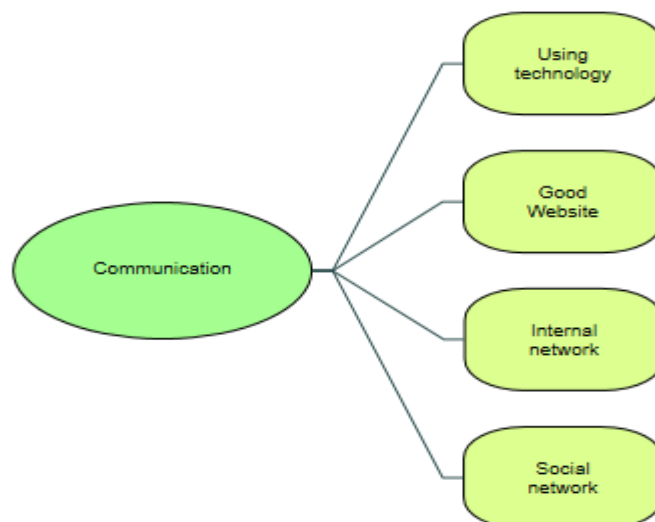 Communication
Using
technology
Good
Website
Internal
network
Social
network